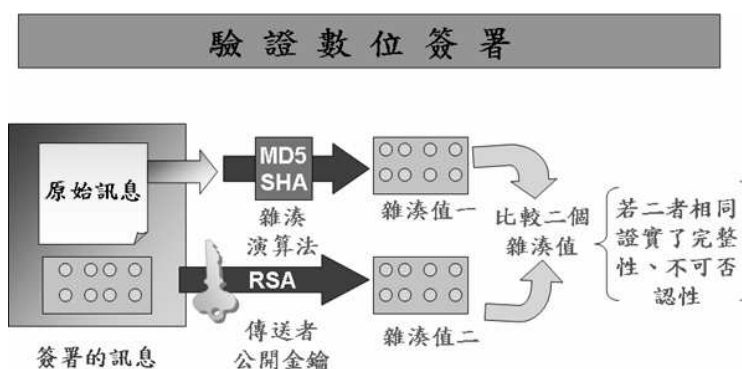 驗證數位簽署
原始訊息
MD5
SHA
雜湊
演算法
雜湊值一
比較二個
雜湊值
若二者相同
證實了完整
性、不可否
認性
RSA
傳送者
公開金鑰
雜湊值二
簽署的訊息